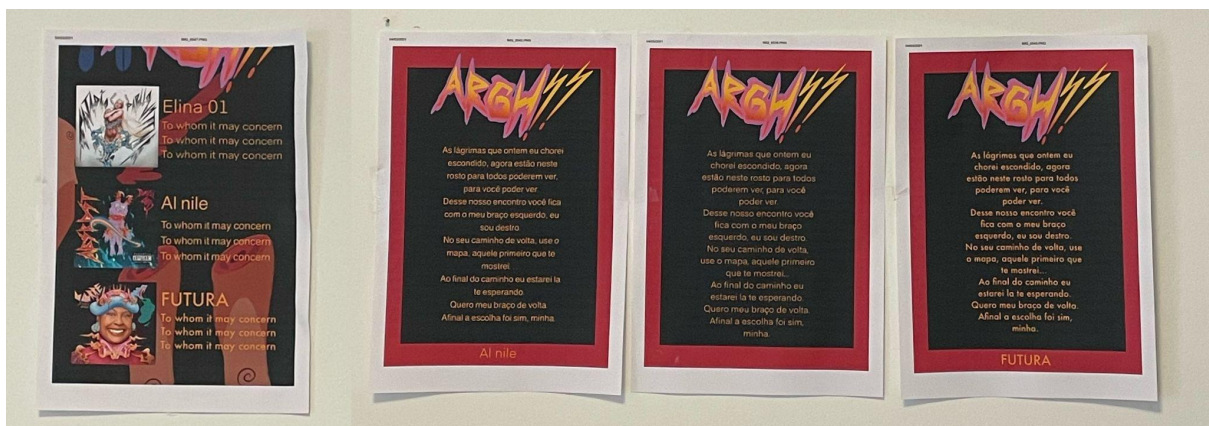 Elina 01
To whom it may concern
To whom it may concern
To whom it may concern
Al nile
To whom it may concern
To whom it may concern
To whom it may concern
FUTURA
To whom it may concern
To whom it may concern
To whom it may concern
ARGH!!
As lágrimas que ontem eu chorei
escondido, agora estão neste
rosto para todos poderem ver,
para você poder ver.
Desse nosso encontro você fica
com o meu braço esquerdo, eu
sou destro.
No seu caminho de volta, use o
mapa, aquele primeiro que te
mostrei.
Ao final do caminho eu estarei la
te esperando.
Quero meu braço de volta.
Afinal a escolha foi sim, minha.
Al nile
ARGH!!
As lágrimas que ontem eu
chorei escondido, agora
estão neste rosto para todos
poderem ver, para você
poder ver.
Desse nosso encontro você
fica com o meu braço
esquerdo, eu sou destro.
No seu caminho de volta,
use o mapa, aquele primeiro
que te mostrei...
Ao final do caminho eu
estarei la te esperando.
Quero meu braço de volta.
Afinal a escolha foi sim,
minha.
ARGH!!
As lágrimas que ontem eu
chorei escondido, agora
estão neste rosto para todos
poderem ver, para você
poder ver.
Desse nosso encontro você
fica com o meu braço
esquerdo, eu sou destro.
No seu caminho de volta, use
o mapa, aquele primeiro que
te mostrei...
Ao final do caminho eu
estarei la te esperando.
Quero meu braço de volta.
Afinal a escolha foi sim,
minha.
FUTURA